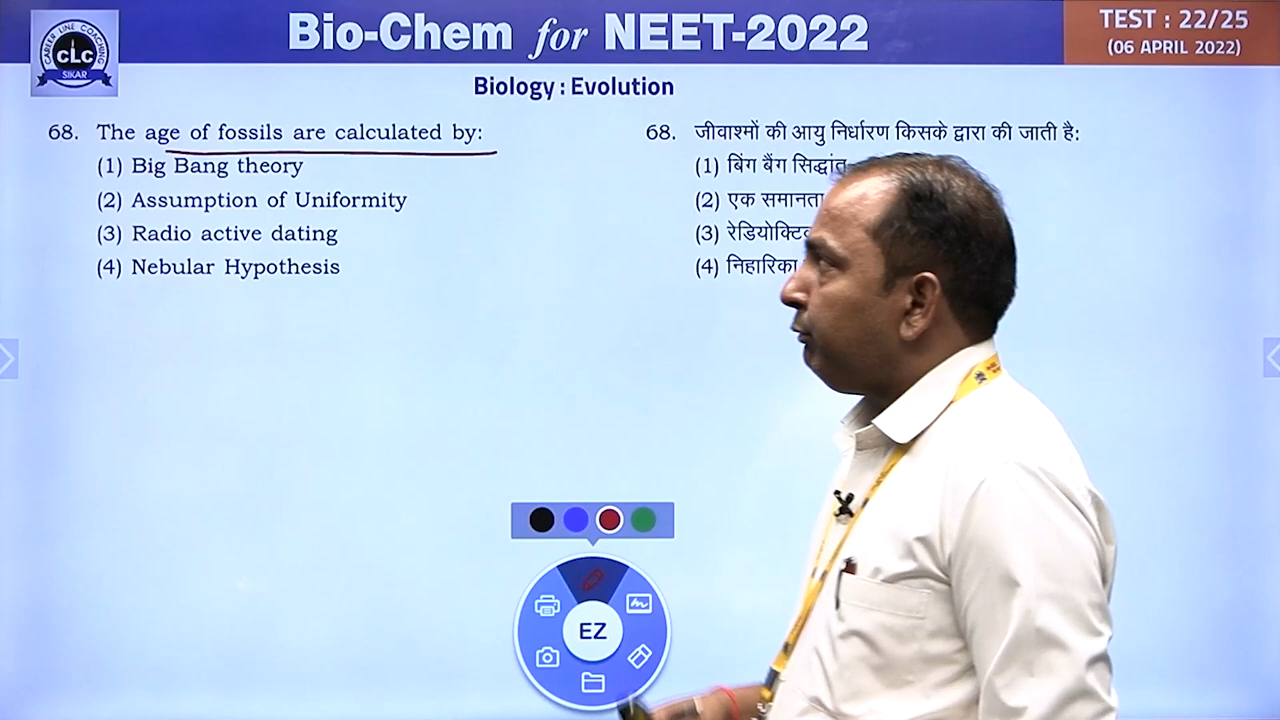 CAREER LINE COACHING
CLC
SIKAR
Bio-Chem for NEET-2022
TEST : 22/25
(06 APRIL 2022)
Biology : Evolution
68. The age of fossils are calculated by:
(1) Big Bang theory
(2) Assumption of Uniformity
(3) Radio active dating
(4) Nebular Hypothesis
68. जीवाश्मों की आयु निर्धारण किसके द्वारा की जाती है:
(1) बिंग बैंग सिद्धांत
(2) एक समानता
(3)
(4) निहारिका
EZ